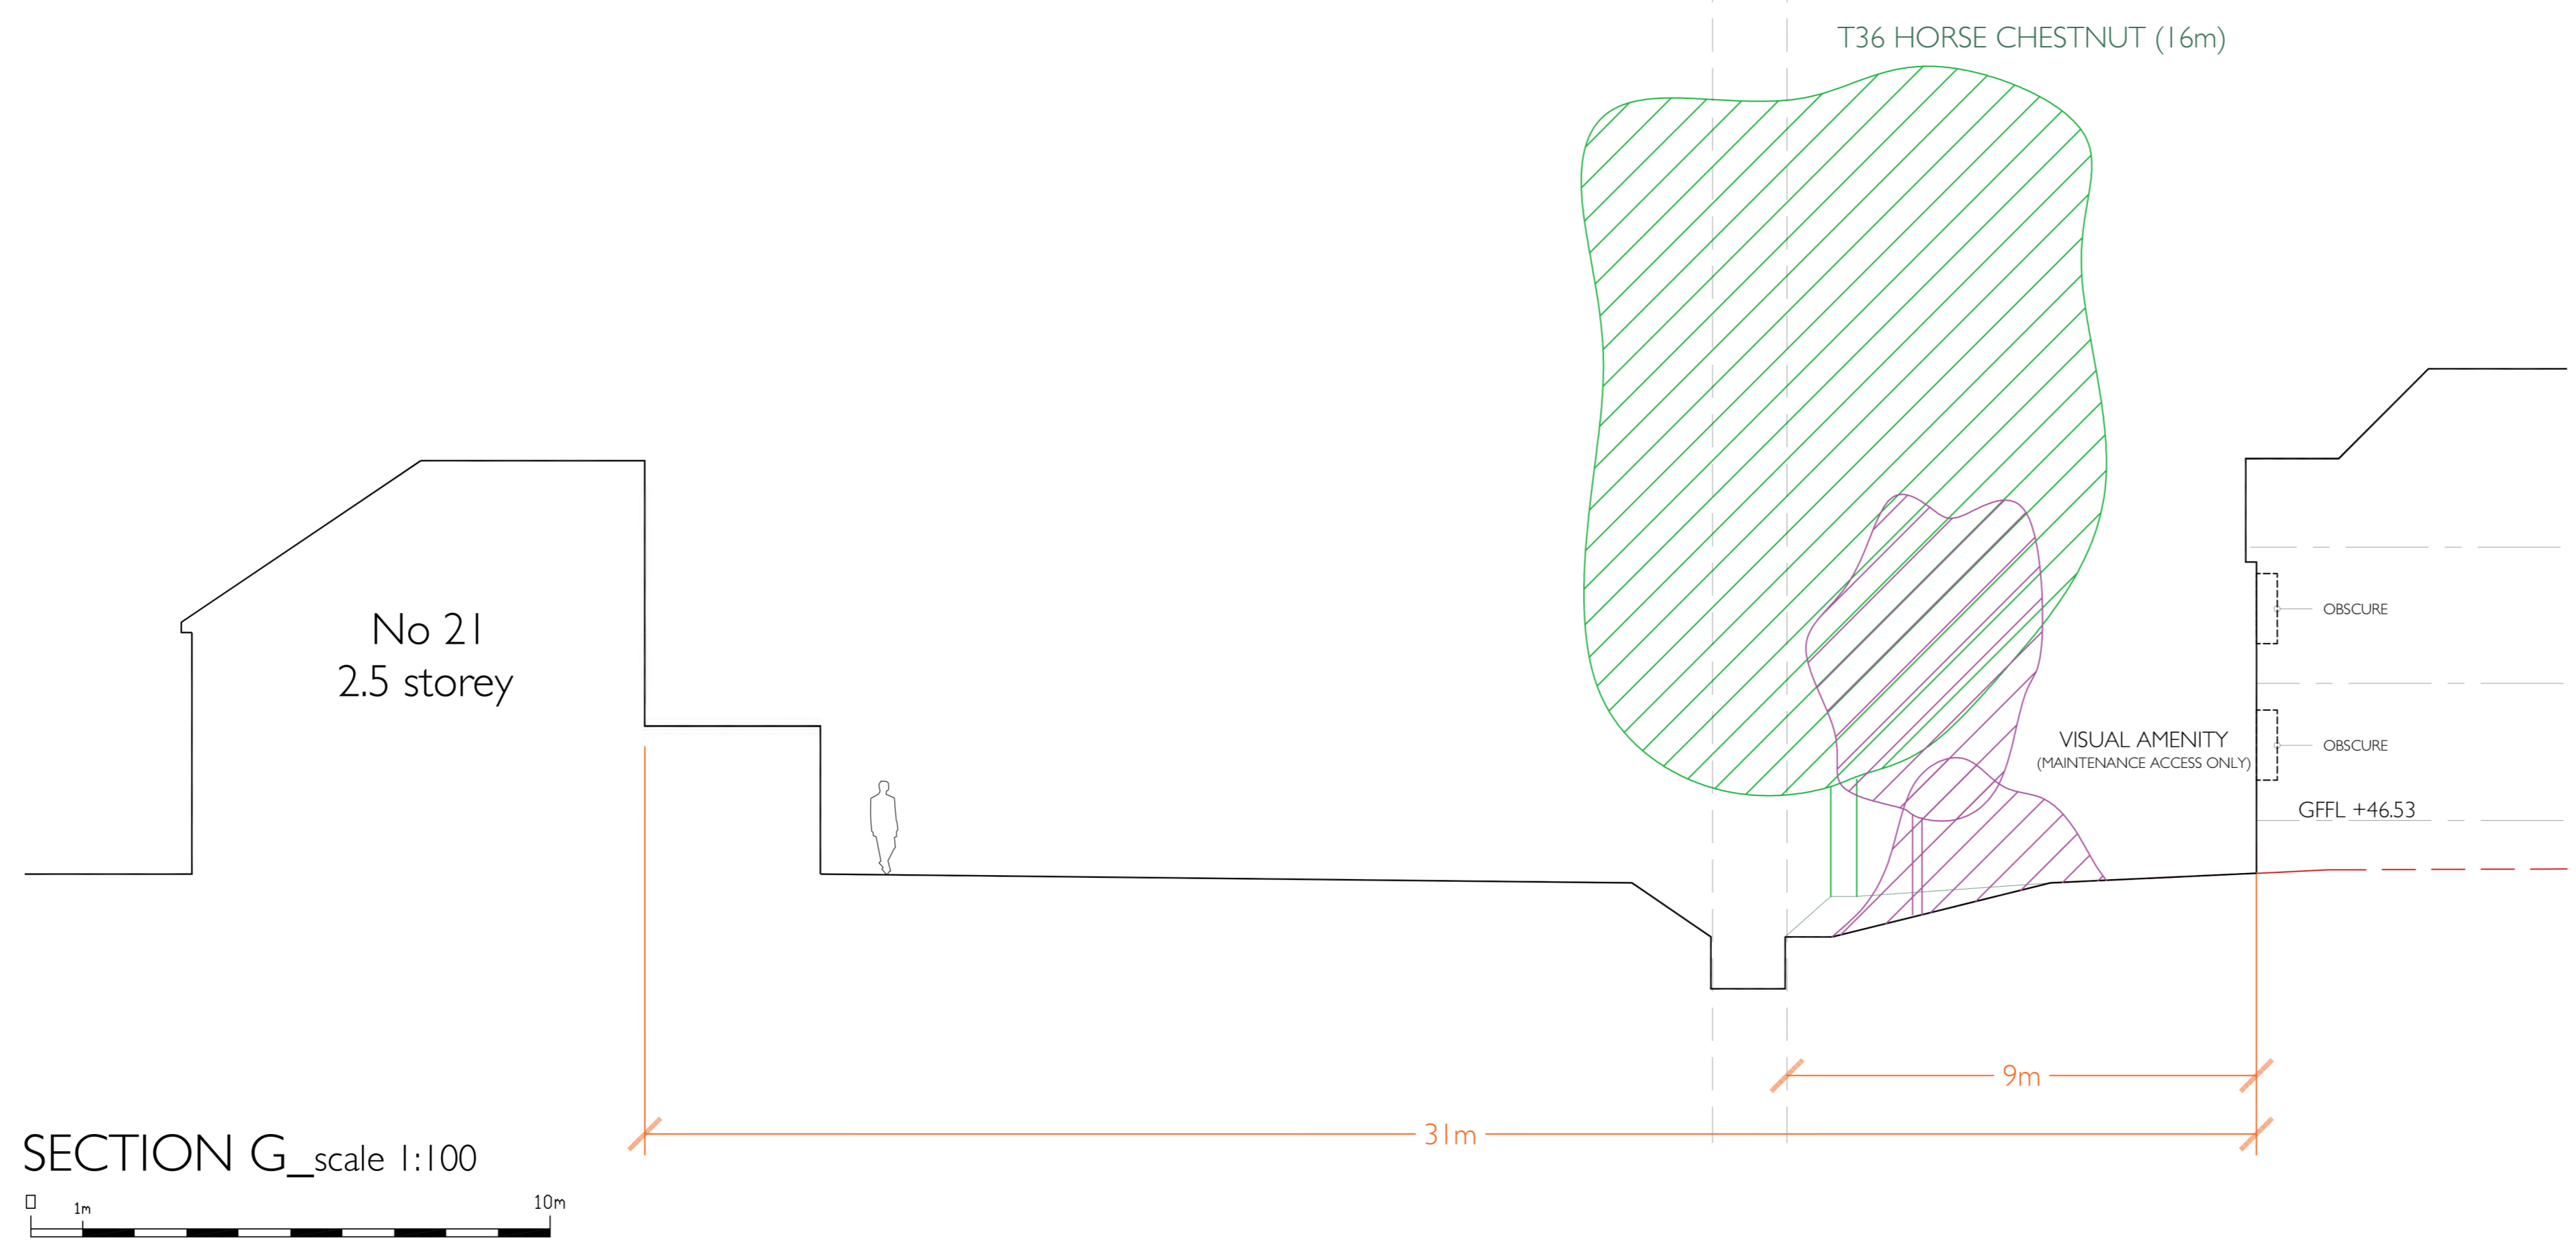 T36 HORSE CHESTNUT (16m)
No 21
2.5 storey
OBSCURE
VISUAL AMENITY
(MAINTENANCE ACCESS ONLY)
OBSCURE
GFFL +46.53
9m
31m
SECTION G_scale 1:100
1m
10m